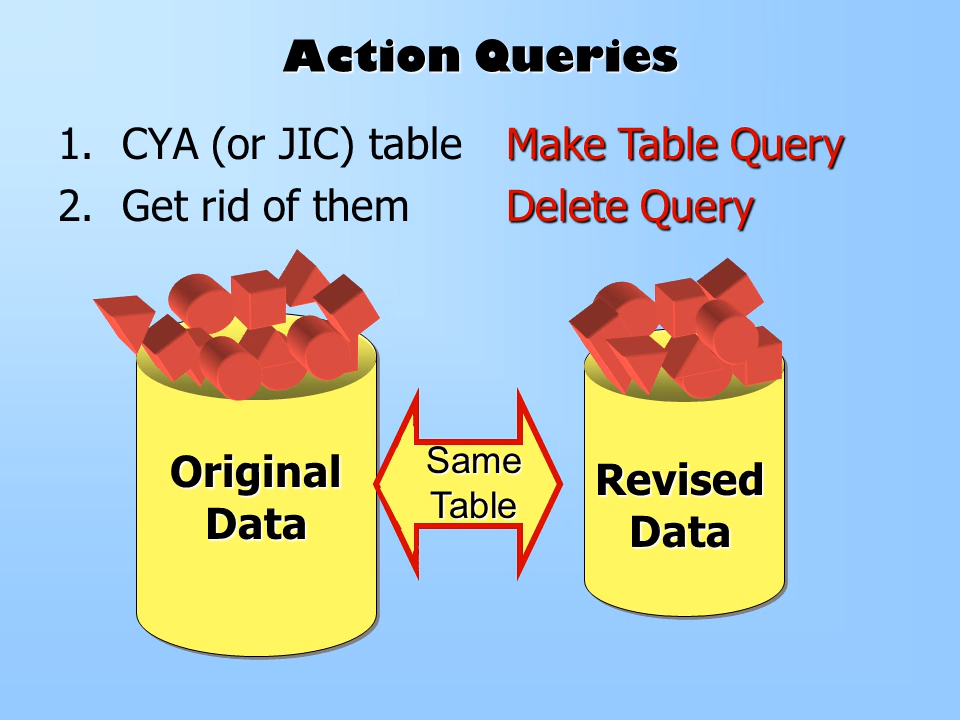 Action Queries
1. CYA (or JIC) table Make Table Query
2. Get rid of them Delete Query
Original
Data
Same
Table
Revised
Data